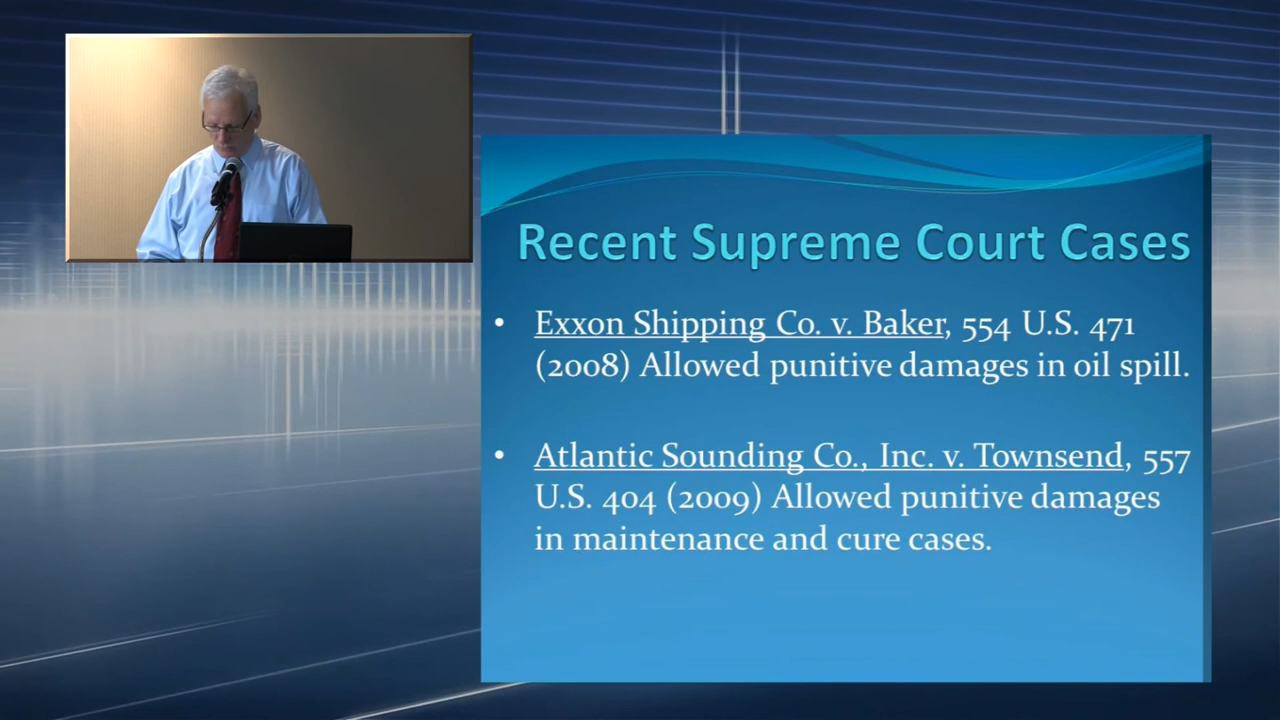 Recent Supreme Court Cases
• Exxon Shipping Co. v. Baker, 554 U.S. 471
(2008) Allowed punitive damages in oil spill.
• Atlantic Sounding Co., Inc. v. Townsend, 557
U.S. 404 (2009) Allowed punitive damages
in maintenance and cure cases.